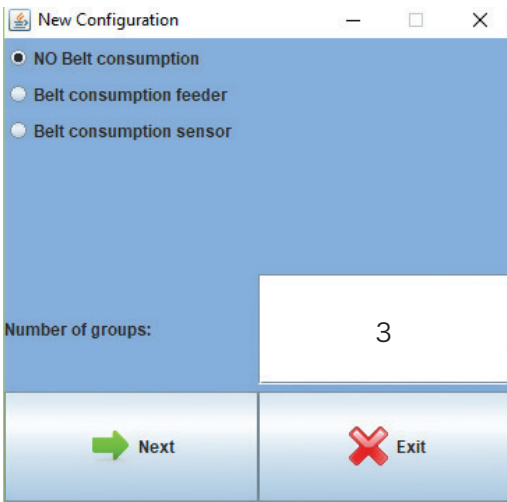 New Configuration
NO Belt consumption
Belt consumption feeder
Belt consumption sensor
Number of groups: 3
Next Exit